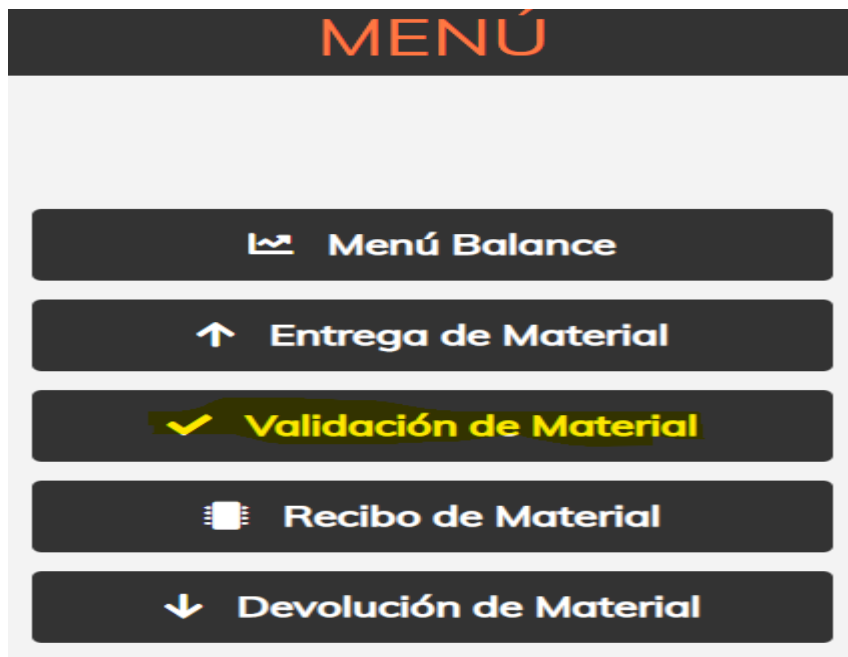 MENÚ
Menú Balance
Entrega de Material
Validación de Material
Recibo de Material
Devolución de Material